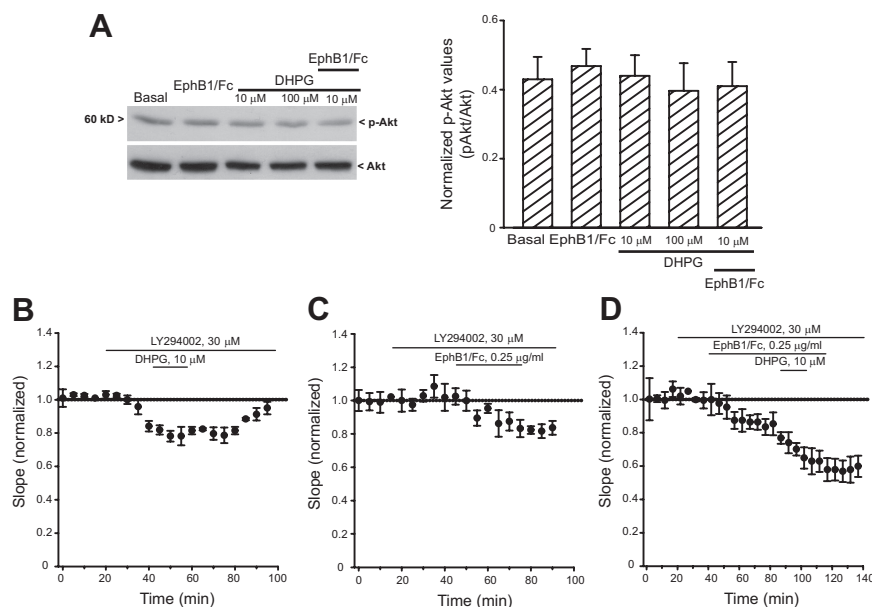 A
EphB1/Fc
DHPG
Basal EphB1/Fc 10 μM 100 μM 10 μM
60 kD > < p-Akt
< Akt
Normalized p-Akt values
(pAkt/Akt)
0.6
0.4
0.2
0
Basal EphB1/Fc 10 μM 100 μM 10 μM
DHPG
EphB1/Fc
B
LY294002, 30 μM
DHPG, 10 μM
Slope (normalized)
1.4
1.2
1.0
0.8
0.6
0.4
0.2
0
0 20 40 60 80 100
Time (min)
C
LY294002, 30 μM
EphB1/Fc, 0.25 μg/ml
Slope (normalized)
1.4
1.2
1.0
0.8
0.6
0.4
0.2
0
0 20 40 60 80 100
Time (min)
D
LY294002, 30 μM
EphB1/Fc, 0.25 μg/ml
DHPG, 10 μM
Slope (normalized)
1.4
1.2
1.0
0.8
0.6
0.4
0.2
0
0 20 40 60 80 100 120 140
Time (min)